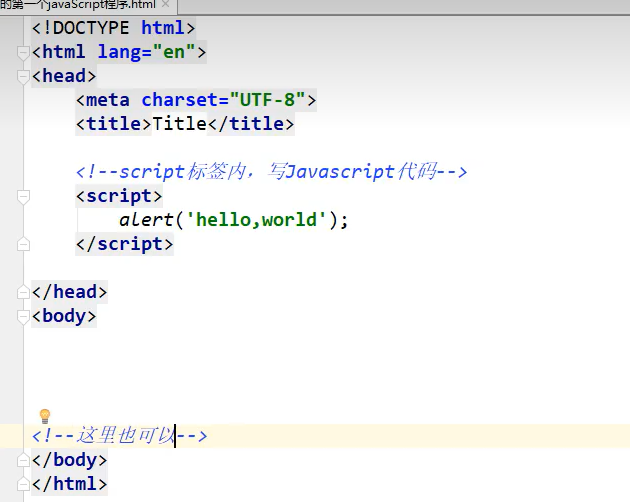 的第一个javaScript程序.html
<!DOCTYPE html>
<html lang="en">
<head>
    <meta charset="UTF-8">
    <title>Title</title>

    <!--script标签内，写Javascript代码-->
    <script>
        alert('hello,world');
    </script>

</head>
<body>

<!--这里也可以-->
</body>
</html>